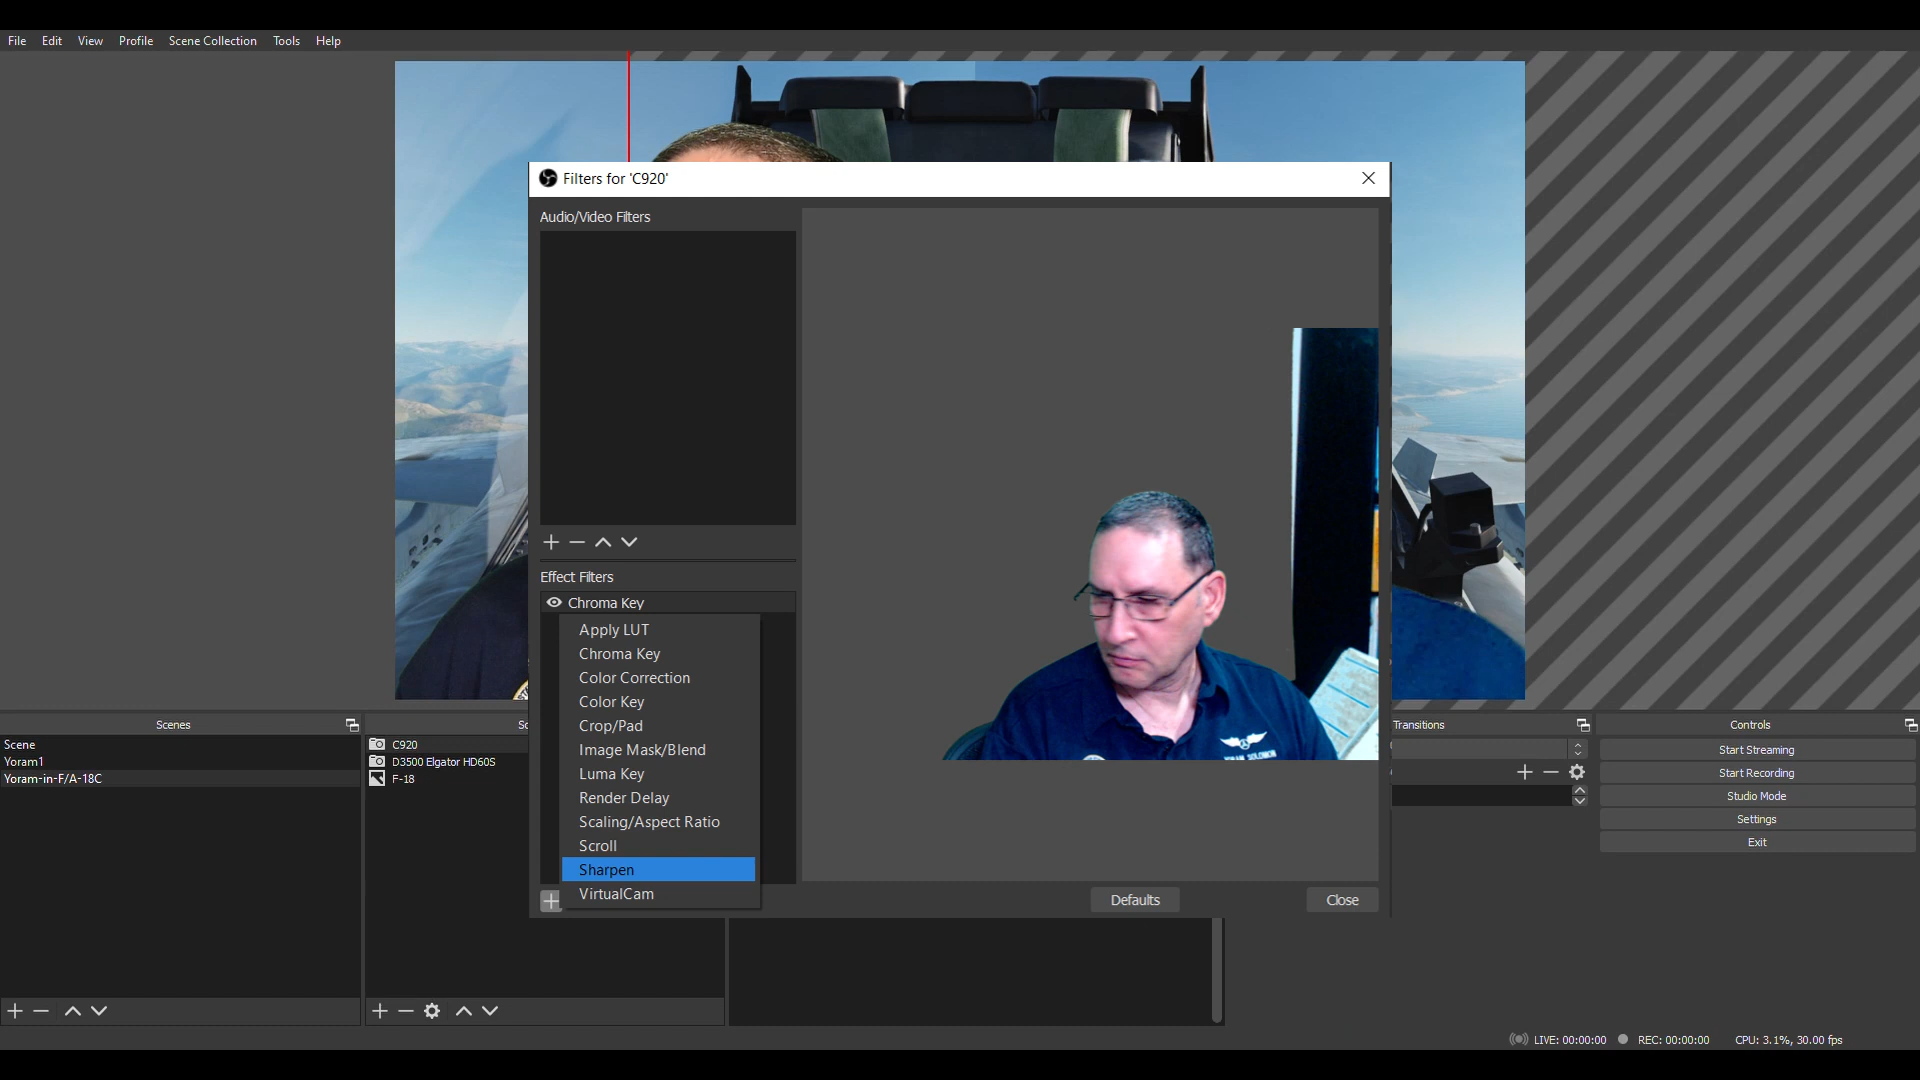 File Edit View Profile Scene Collection Tools Help
Filters for 'C920'
Audio/Video Filters
Effect Filters
Chroma Key
Apply LUT
Chroma Key
Color Correction
Color Key
Crop/Pad
Image Mask/Blend
Luma Key
Render Delay
Scaling/Aspect Ratio
Scroll
Sharpen
VirtualCam
Defaults
Close
YORAM SOLOMON
Scenes
Scene
Yoram1
Yoram-in-F/A-18C
So
C920
D3500 Elgator HD60S
F-18
Transitions
Controls
Start Streaming
Start Recording
Studio Mode
Settings
Exit
LIVE: 00:00:00 REC: 00:00:00 CPU: 3.1%, 30.00 fps